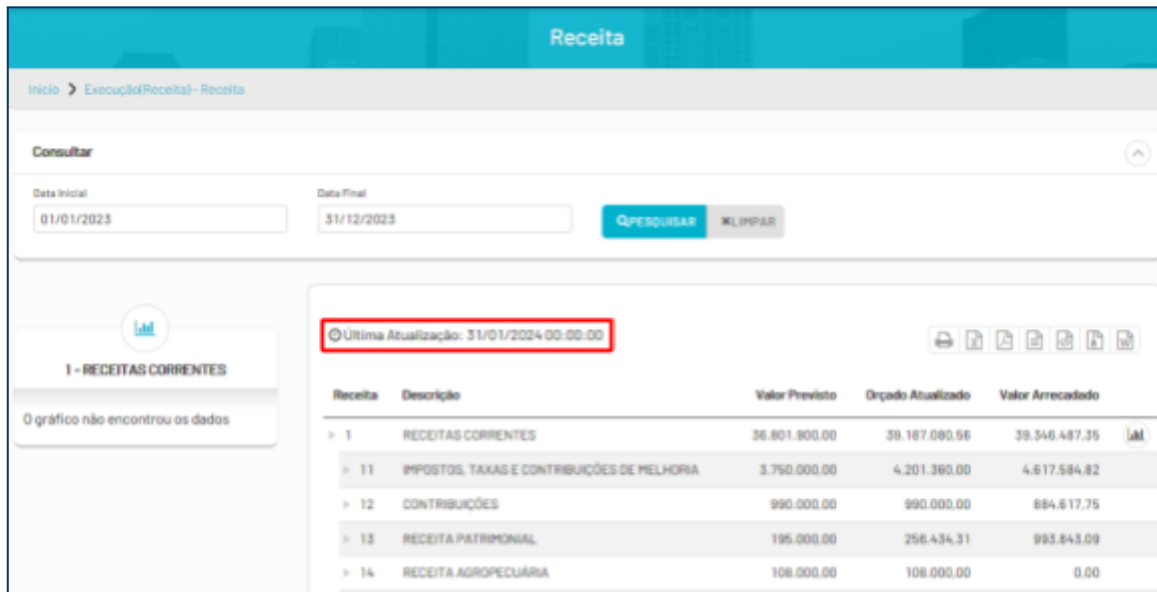 Receita
Início > Execução(Receita) - Receita
Consultar
Data Inicial Data Final
01/01/2023 31/12/2023 PESQUISAR LIMPAR
Última Atualização: 31/01/2024 00:00:00
1 - RECEITAS CORRENTES
O gráfico não encontrou os dados
Receita Descrição Valor Previsto Orçado Atualizado Valor Arrecadado
1 RECEITAS CORRENTES 36.801.900,00 39.187.080,56 39.346.487,35
11 IMPOSTOS, TAXAS E CONTRIBUIÇÕES DE MELHORIA 3.750.000,00 4.201.360,00 4.617.584,82
12 CONTRIBUIÇÕES 990.000,00 990.000,00 884.617,75
13 RECEITA PATRIMONIAL 195.000,00 256.434,31 993.843,09
14 RECEITA AGROPECUÁRIA 108.000,00 108.000,00 0,00